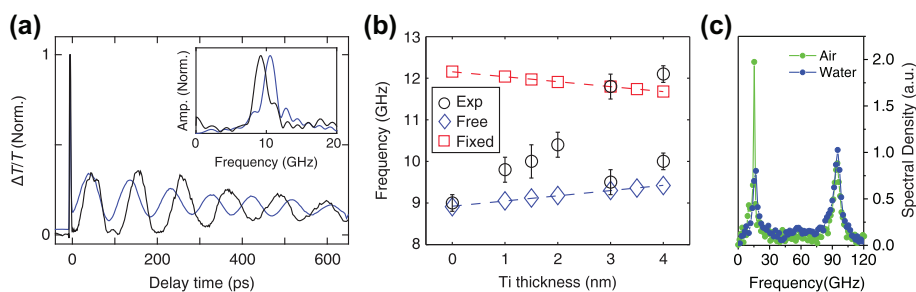 (a)
ΔT/T (Norm.)
1
0
0 200 400 600
Delay time (ps)
Amp. (Norm.)
0 10 20
Frequency (GHz)
(b)
Frequency (GHz)
13
12
11
10
9
8
Exp
Free
Fixed
0 1 2 3 4
Ti thickness (nm)
(c)
Air
Water
2.0
1.5
1.0
0.5
0.0
Spectral Density (a.u.)
0 30 60 90 120
Frequency(GHz)